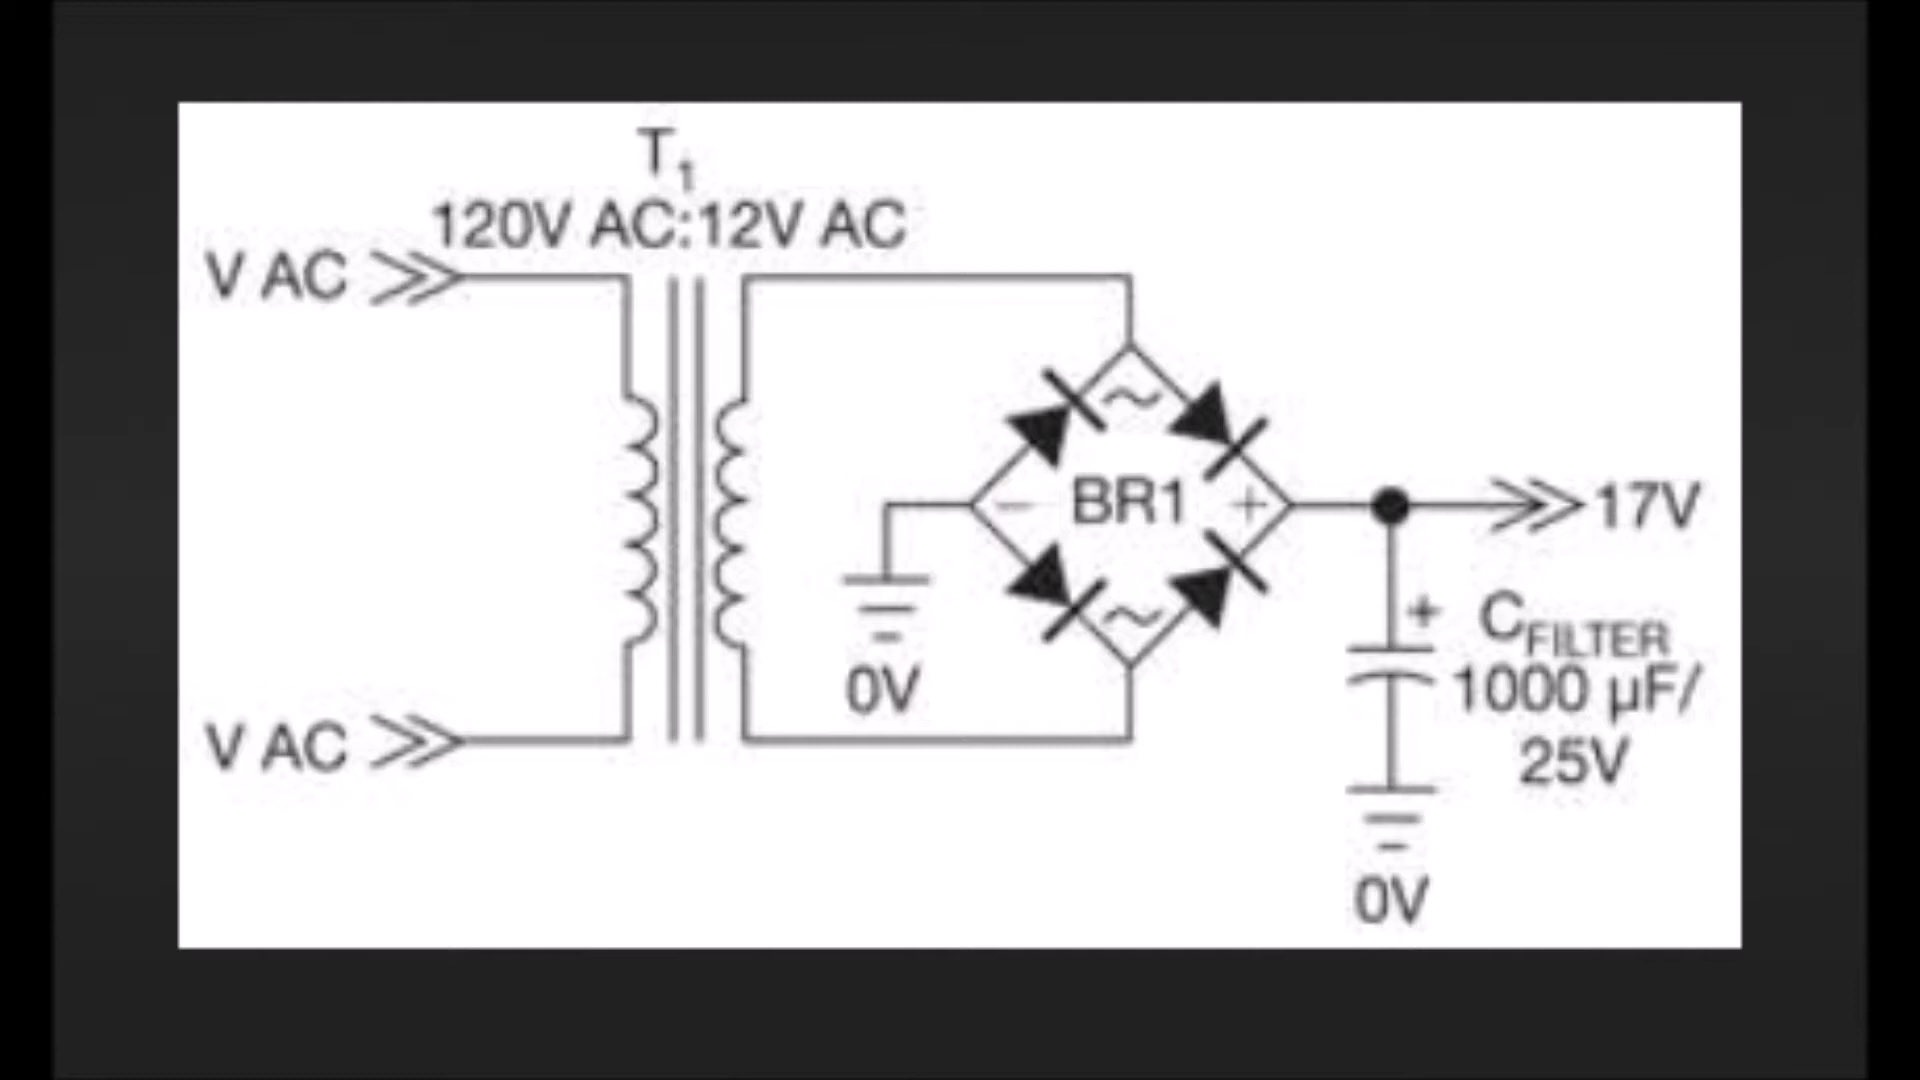 T1
120V AC:12V AC
V AC
~
− BR1 +
17V
~
+ CFILTER
1000 µF/
25V
0V
V AC
0V